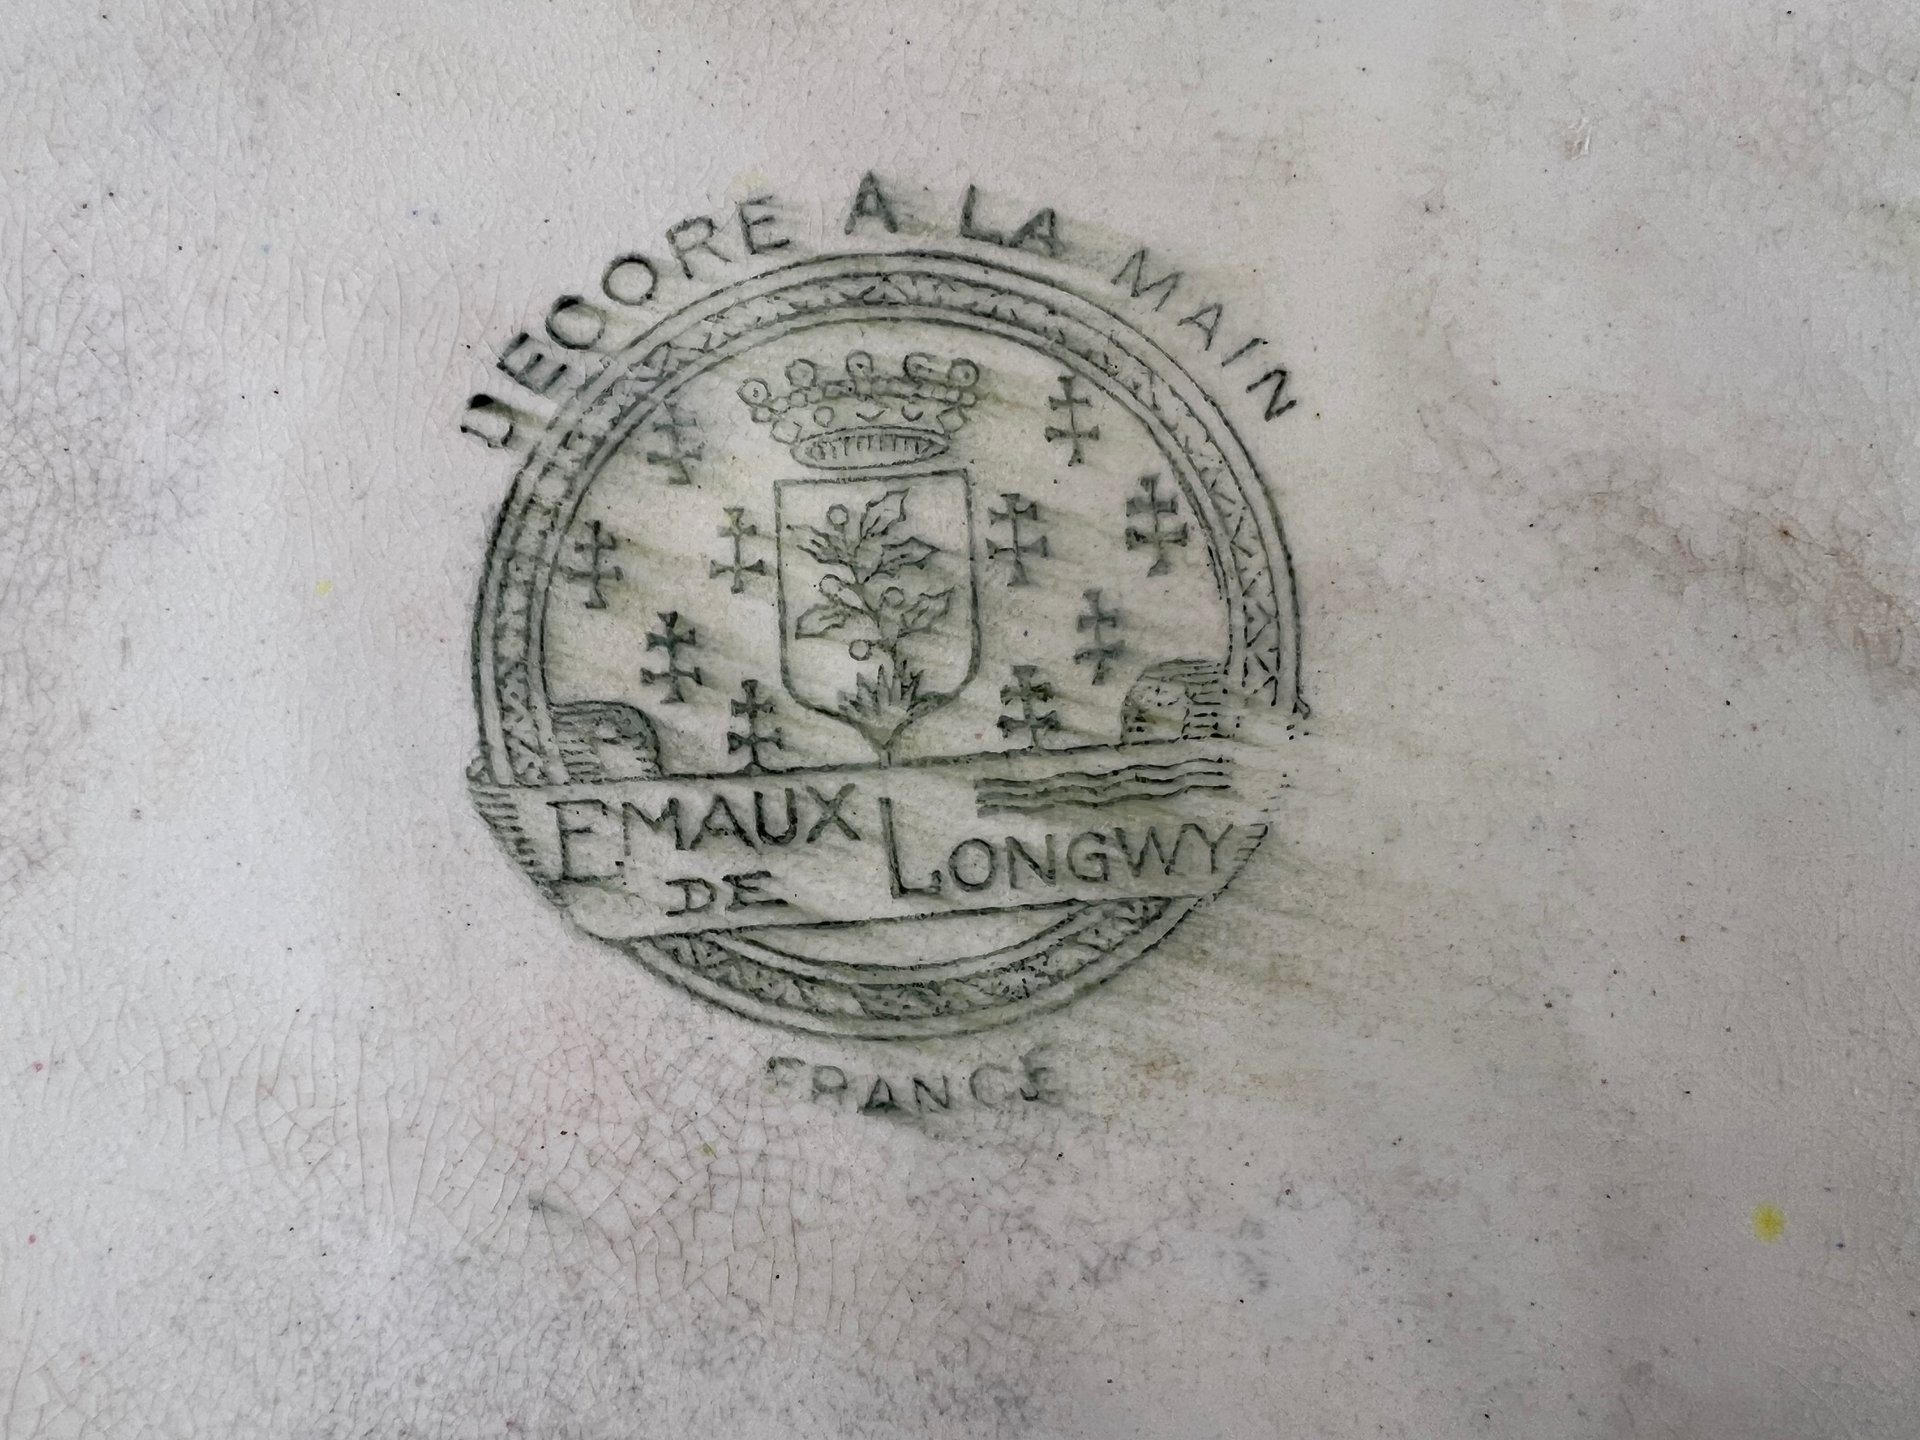 DECORE A LA MAIN
EMAUX
DE LONGWY
FRANCE